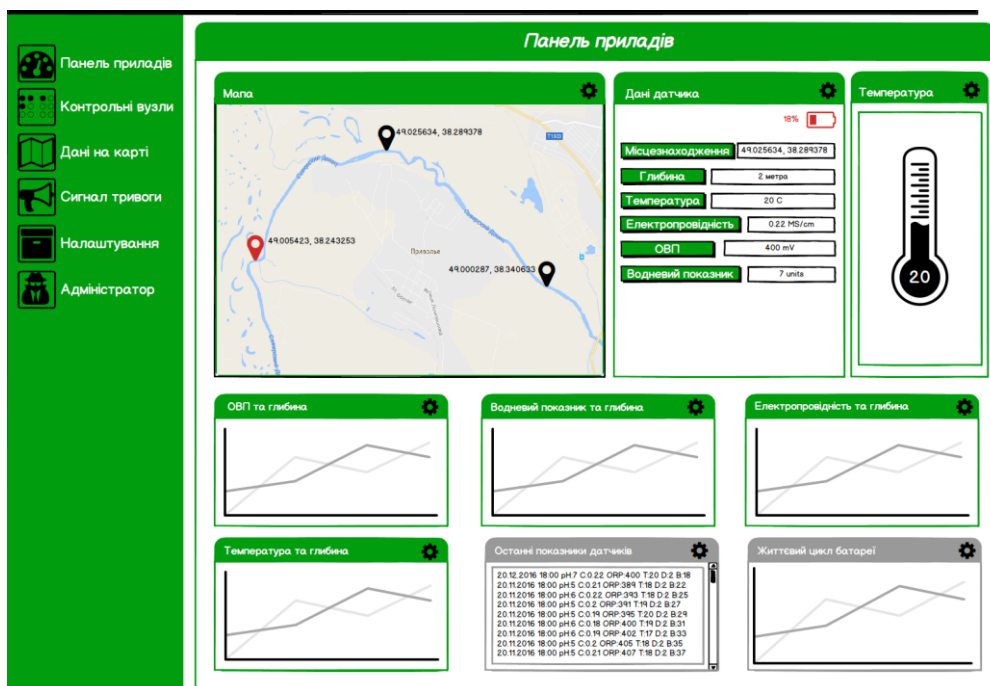 Панель приладів
Контрольні вузли
Дані на карті
Сигнал тривоги
Налаштування
Адміністратор
Панель приладів
Мапа
49.025634, 38.289378
49.005423, 38.243253
Приволье
49.000287, 38.340633
Дані датчика
18%
Місцезнаходження 49.025634, 38.289378
Глибина 2 метра
Температура 20 C
Електропровідність 0.22 MS/cm
ОВП 400 mV
Водневий показник 7 units
Температура
20
ОВП та глибина
Водневий показник та глибина
Електропровідність та глибина
Температура та глибина
Останні показники датчиків
20.12.2016 18:00 pH:7 C:0.22 ORP:400 T:20 D:2 B:18
20.11.2016 18:00 pH:5 C:0.21 ORP:389 T:18 D:2 B:22
20.11.2016 18:00 pH:6 C:0.22 ORP:393 T:18 D:2 B:25
20.11.2016 18:00 pH:5 C:0.2 ORP:391 T:19 D:2 B:27
20.11.2016 18:00 pH:5 C:0.19 ORP:395 T:20 D:2 B:29
20.11.2016 18:00 pH:6 C:0.18 ORP:400 T:19 D:2 B:31
20.11.2016 18:00 pH:6 C:0.19 ORP:402 T:17 D:2 B:33
20.11.2016 18:00 pH:5 C:0.2 ORP:405 T:18 D:2 B:35
20.11.2016 18:00 pH:5 C:0.21 ORP:407 T:18 D:2 B:37
Життєвий цикл батареї